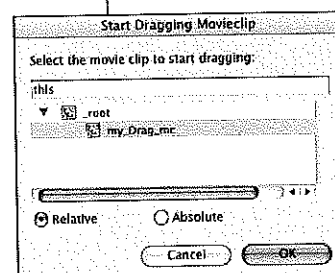 Start Dragging Movieclip
Select the movie clip to start dragging:
this
_root
my_Drag_mc
Relative
Absolute
Cancel
OK